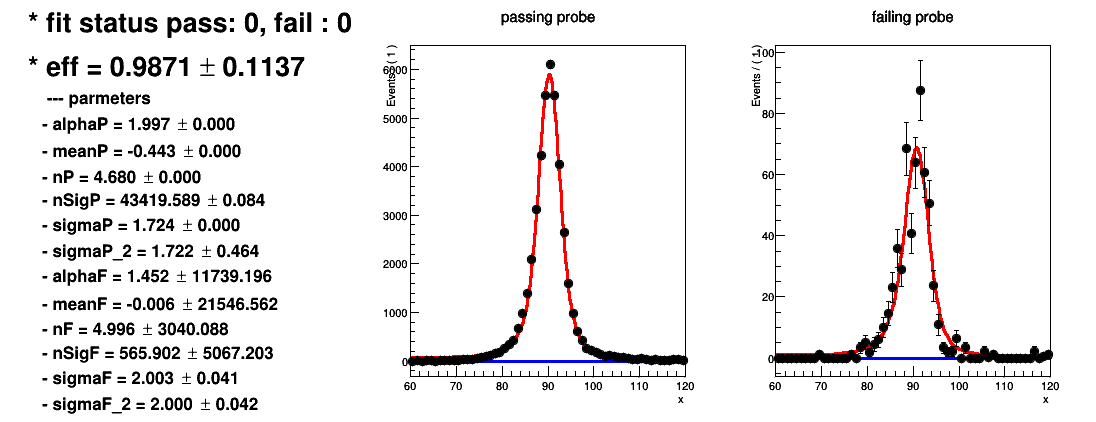 * fit status pass: 0, fail : 0
* eff = 0.9871 ± 0.1137
--- parmeters
- alphaP = 1.997 ± 0.000
- meanP = -0.443 ± 0.000
- nP = 4.680 ± 0.000
- nSigP = 43419.589 ± 0.084
- sigmaP = 1.724 ± 0.000
- sigmaP_2 = 1.722 ± 0.464
- alphaF = 1.452 ± 11739.196
- meanF = -0.006 ± 21546.562
- nF = 4.996 ± 3040.088
- nSigF = 565.902 ± 5067.203
- sigmaF = 2.003 ± 0.041
- sigmaF_2 = 2.000 ± 0.042
passing probe
Events / ( 1 )
6000
5000
4000
3000
2000
1000
0
60 70 80 90 100 110 120
x
failing probe
Events / ( 1 )
100
80
60
40
20
0
60 70 80 90 100 110 120
x